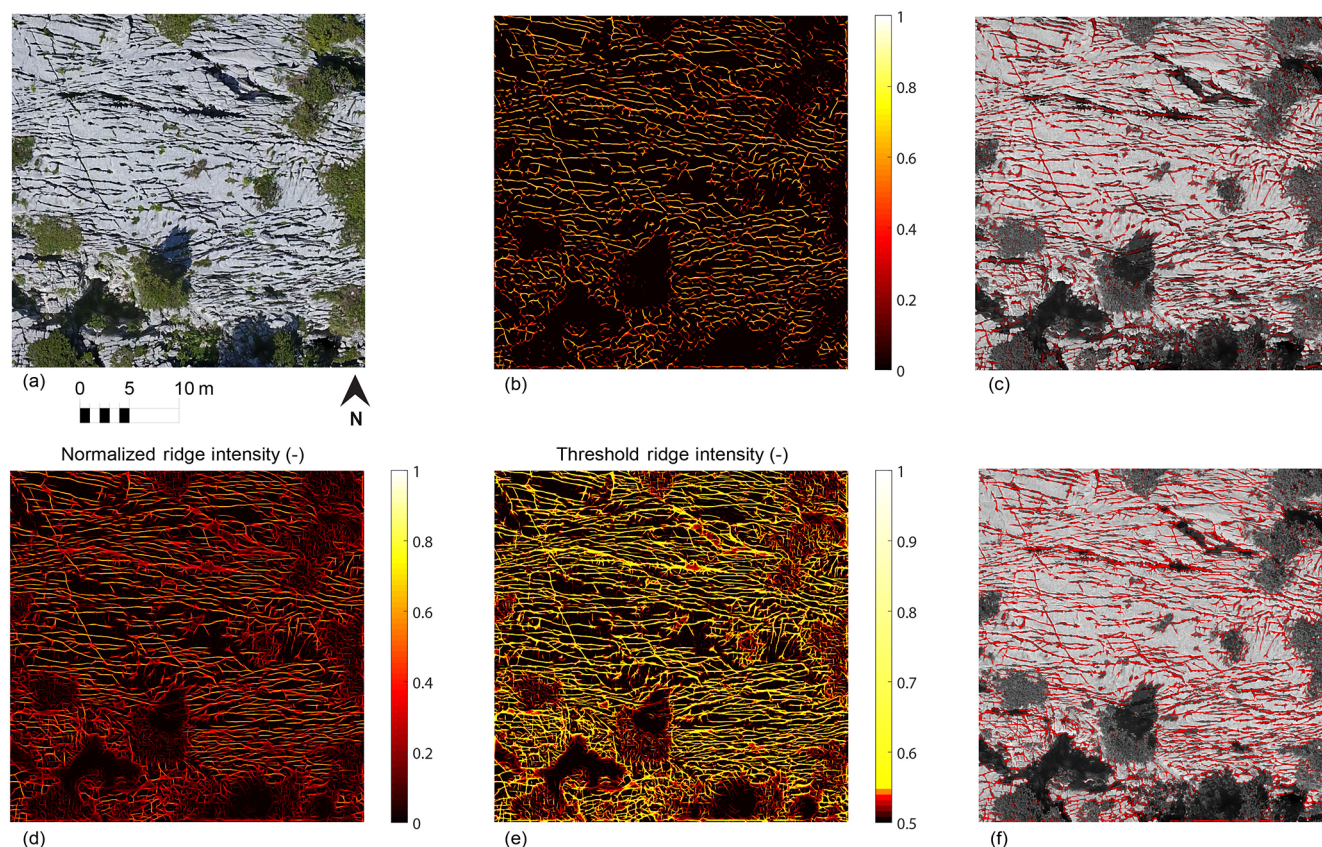 1
0.8
0.6
0.4
0.2
0
(a)
(b)
(c)
0 5 10 m
N
Normalized ridge intensity (-)
Threshold ridge intensity (-)
1
0.8
0.6
0.4
0.2
0
1
0.9
0.8
0.7
0.6
0.5
(d)
(e)
(f)